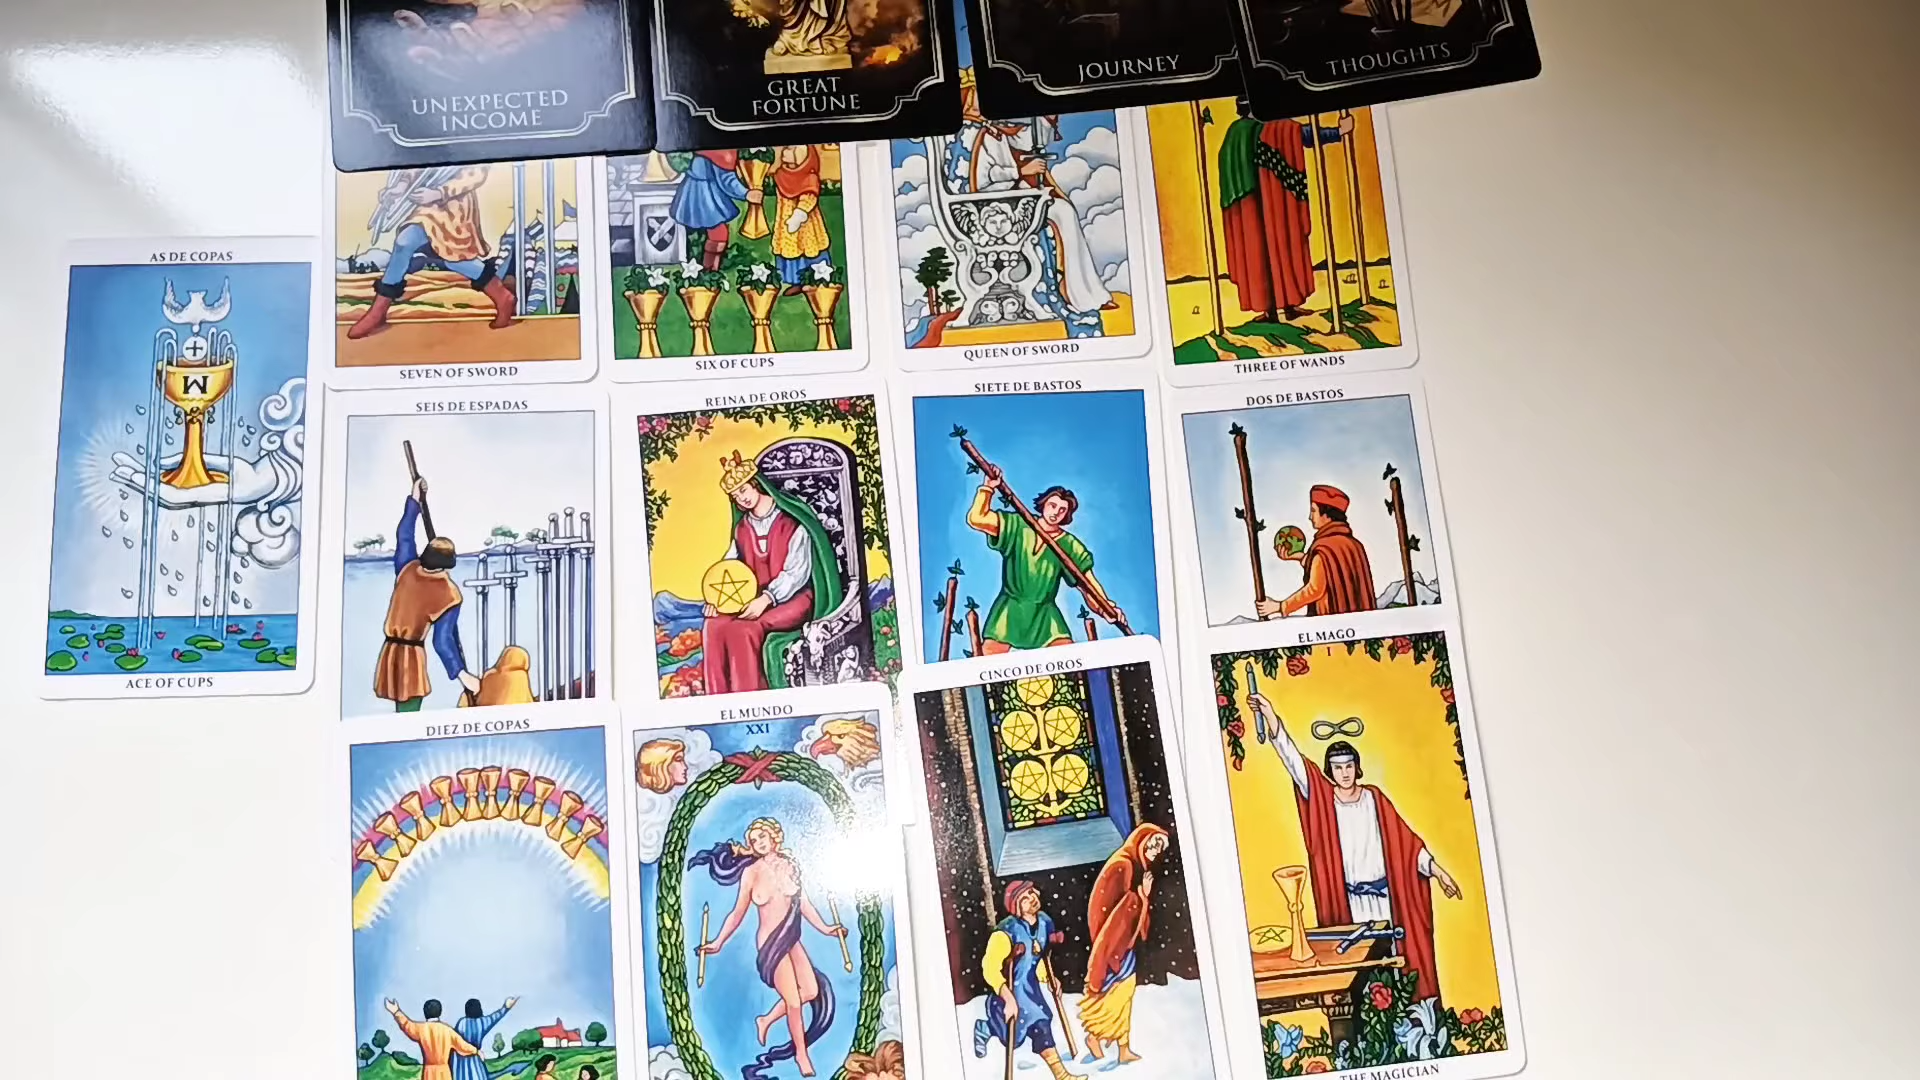 UNEXPECTED
INCOME
GREAT
FORTUNE
JOURNEY
THOUGHTS
AS DE COPAS
ACE OF CUPS
SEVEN OF SWORD
SIX OF CUPS
QUEEN OF SWORD
THREE OF WANDS
SEIS DE ESPADAS
REINA DE OROS
SIETE DE BASTOS
DOS DE BASTOS
DIEZ DE COPAS
EL MUNDO
XXI
CINCO DE OROS
EL MAGO
I
THE MAGICIAN